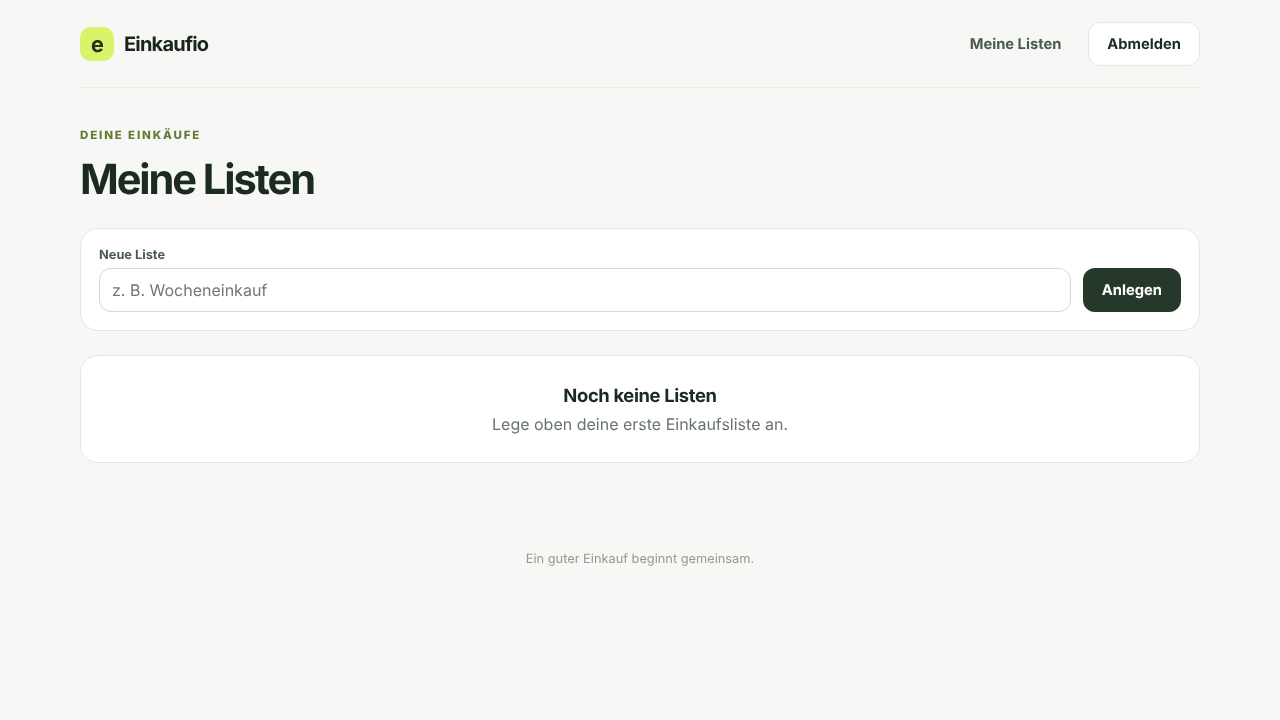 e Einkaufio
Meine Listen
Abmelden
DEINE EINKÄUFE
Meine Listen
Neue Liste
z. B. Wocheneinkauf
Anlegen
Noch keine Listen
Lege oben deine erste Einkaufsliste an.
Ein guter Einkauf beginnt gemeinsam.